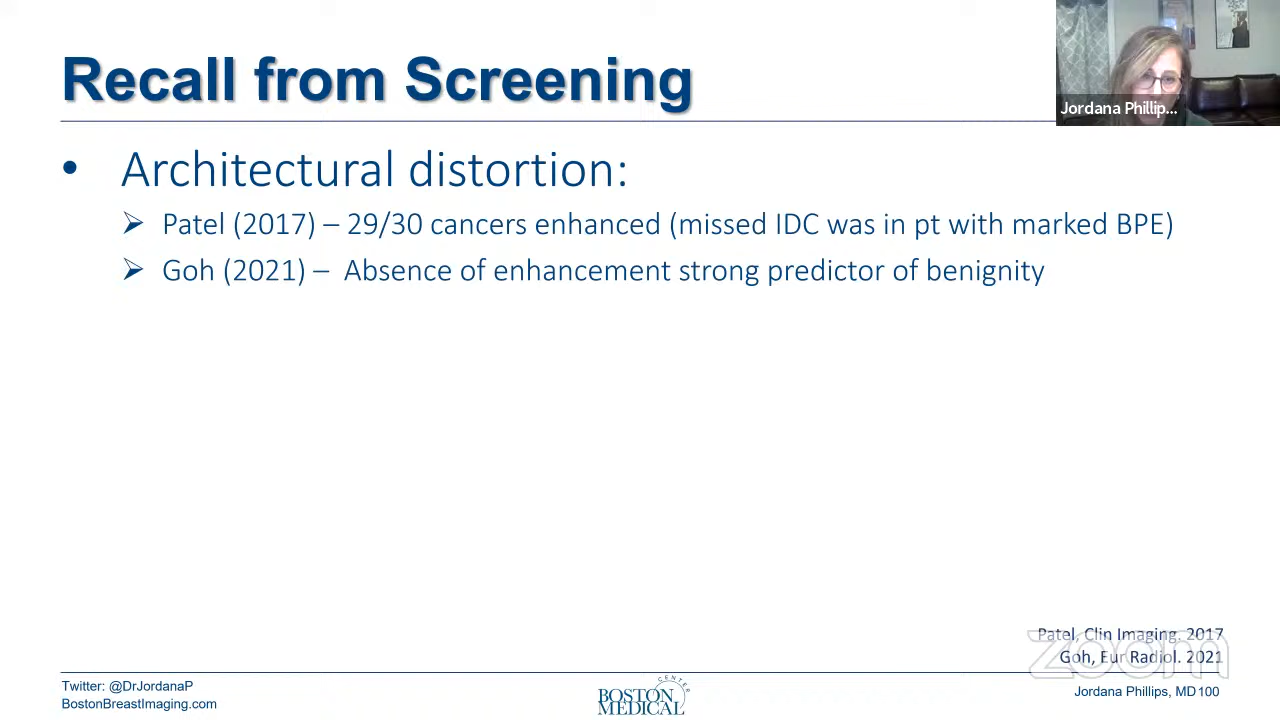 Recall from Screening
Jordana Phillip...
• Architectural distortion:
➢ Patel (2017) – 29/30 cancers enhanced (missed IDC was in pt with marked BPE)
➢ Goh (2021) – Absence of enhancement strong predictor of benignity
Patel, Clin Imaging. 2017
Goh, Eur Radiol. 2021
zoom
Twitter: @DrJordanaP
BostonBreastImaging.com
BOSTON
MEDICAL
CENTER
Jordana Phillips, MD 100